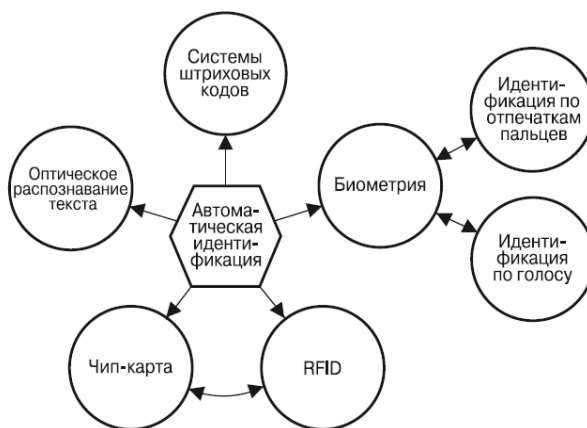 Системы
штриховых
кодов
Иденти-
фикация по
отпечаткам
пальцев
Оптическое
распознавание
текста
Биометрия
Автома-
тическая
иденти-
фикация
Иденти-
фикация
по голосу
Чип-карта
RFID